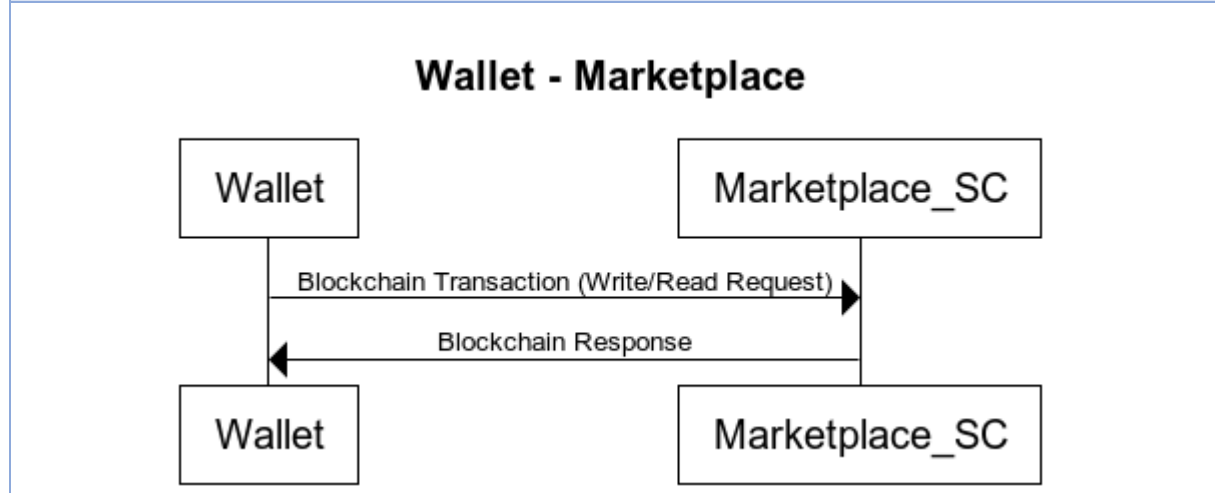 Wallet - Marketplace
Wallet
Marketplace_SC
Blockchain Transaction (Write/Read Request)
Blockchain Response
Wallet
Marketplace_SC